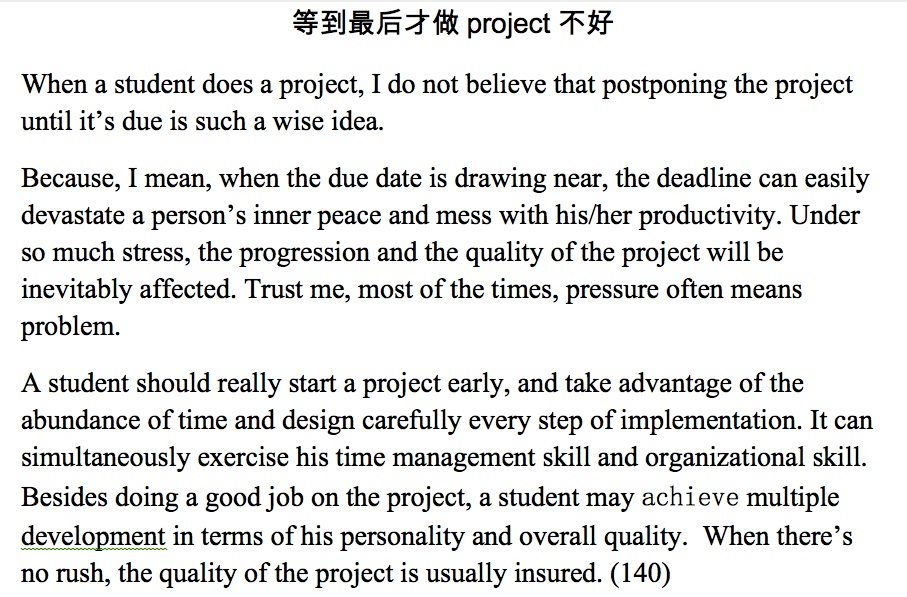 等到最后才做 project 不好
When a student does a project, I do not believe that postponing the project
until it’s due is such a wise idea.
Because, I mean, when the due date is drawing near, the deadline can easily
devastate a person’s inner peace and mess with his/her productivity. Under
so much stress, the progression and the quality of the project will be
inevitably affected. Trust me, most of the times, pressure often means
problem.
A student should really start a project early, and take advantage of the
abundance of time and design carefully every step of implementation. It can
simultaneously exercise his time management skill and organizational skill.
Besides doing a good job on the project, a student may achieve multiple
development in terms of his personality and overall quality.  When there’s
no rush, the quality of the project is usually insured. (140)